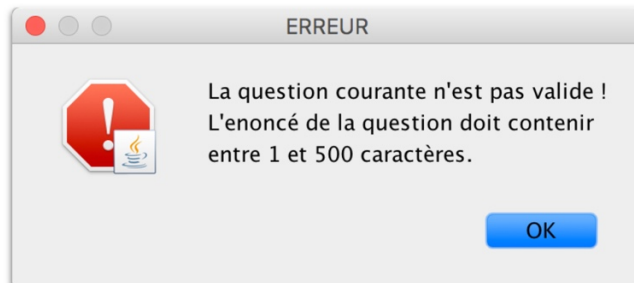 ERREUR
La question courante n'est pas valide !
L'enoncé de la question doit contenir
entre 1 et 500 caractères.
OK